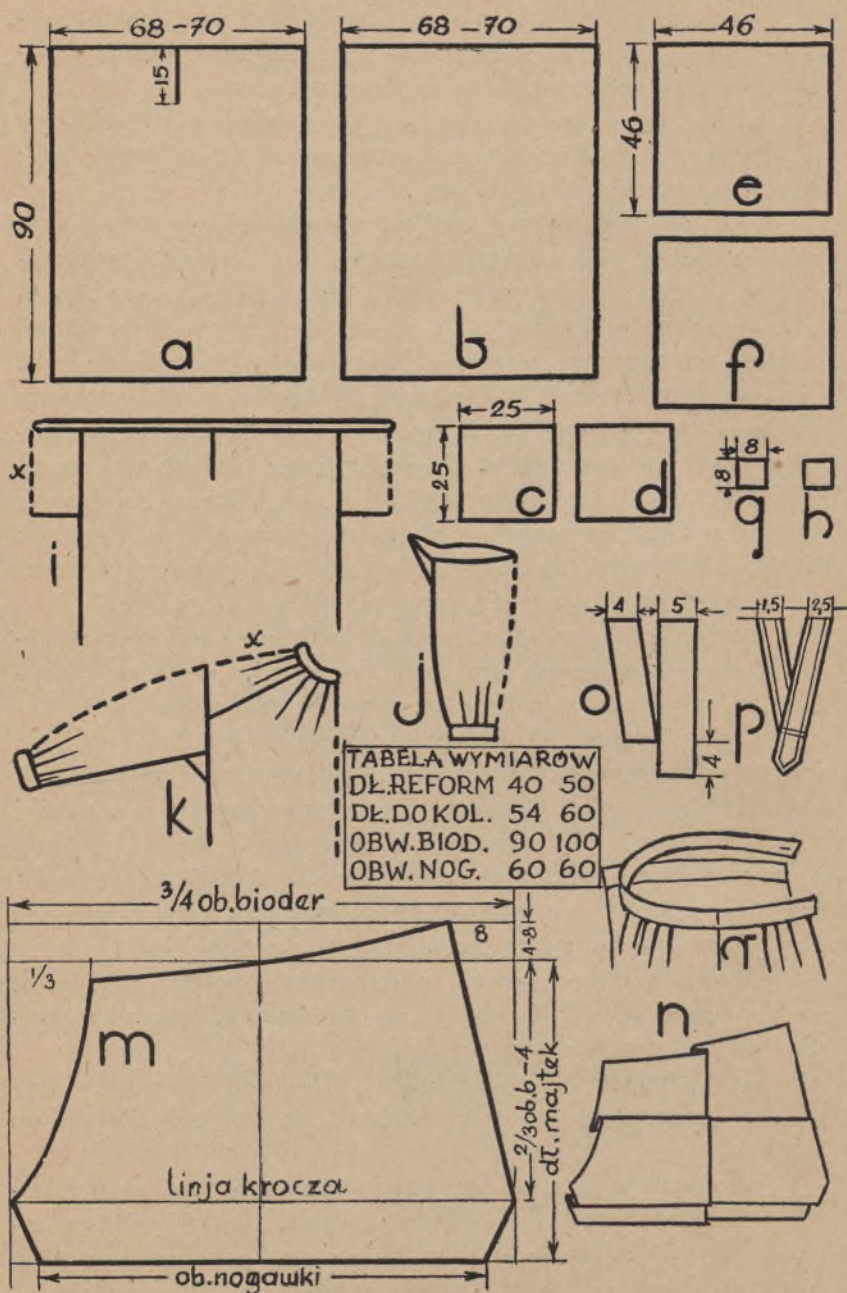 68-70
68-70
46
15
90
46
a
b
e
f
25
25
c
d
8
8
g
h
x
i
j
x
k
4
5
4
o
1,5
2,5
p
TABELA WYMIARÓW
DŁ. REFORM 40 50
DŁ. DO KOL. 54 60
OBW. BIOD. 90 100
OBW. NOG. 60 60
3/4 ob. bioder
8
4-8
1/3
m
2/3 ob. b-4
dł. majtek
linja krocza
ob. nogawki
n